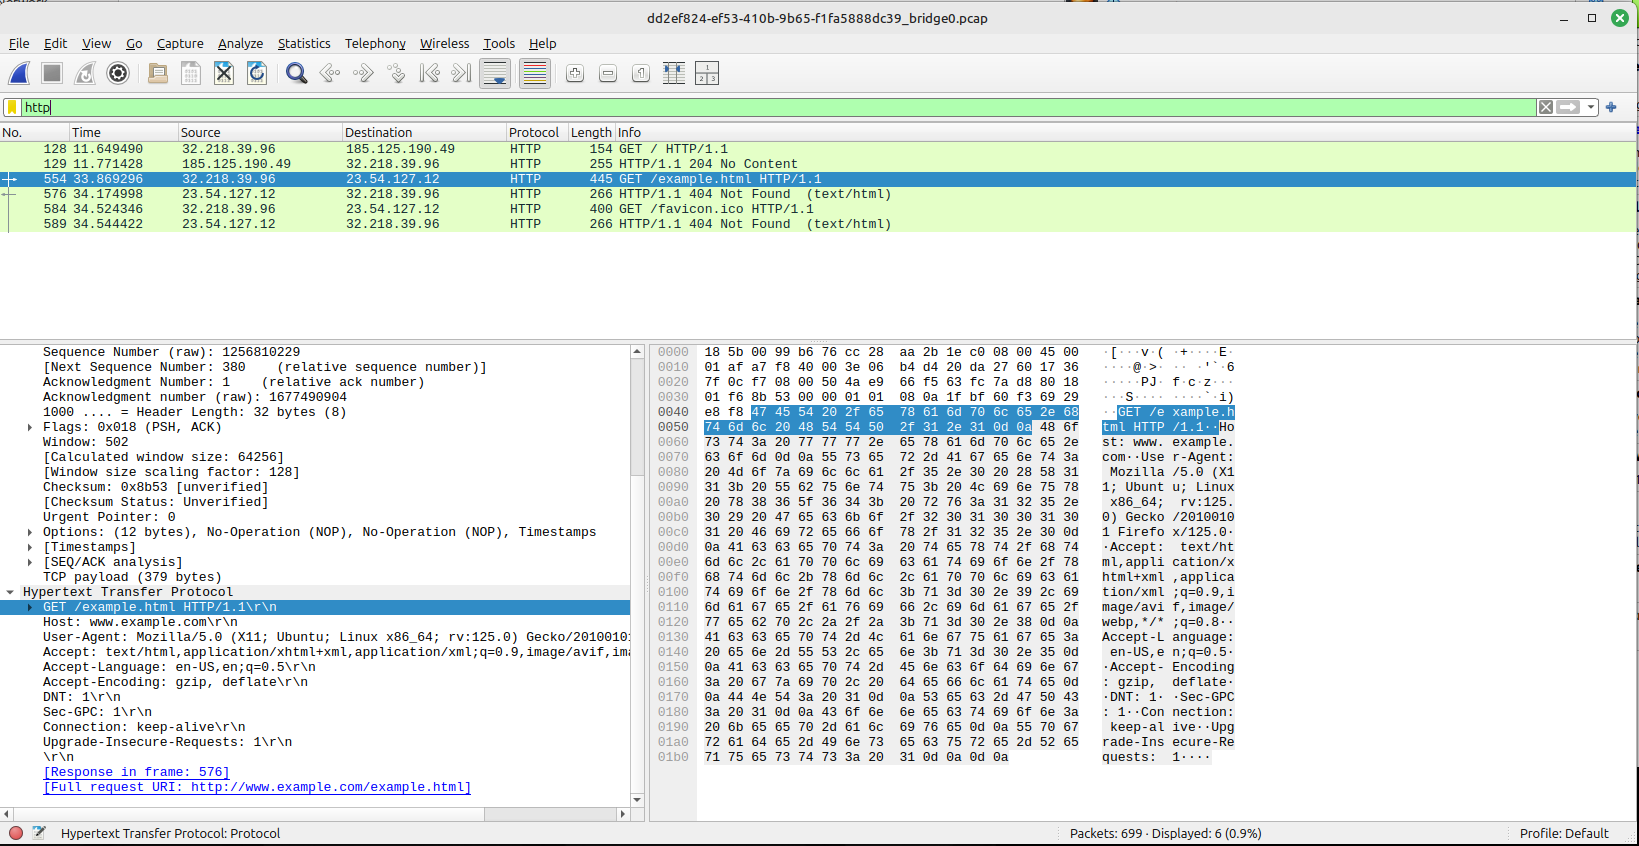 dd2ef824-ef53-410b-9b65-f1fa5888dc39_bridge0.pcap
File Edit View Go Capture Analyze Statistics Telephony Wireless Tools Help
http
No. Time Source Destination Protocol Length Info
128 11.649490 32.218.39.96 185.125.190.49 HTTP 154 GET / HTTP/1.1
129 11.771428 185.125.190.49 32.218.39.96 HTTP 255 HTTP/1.1 204 No Content
554 33.869296 32.218.39.96 23.54.127.12 HTTP 445 GET /example.html HTTP/1.1
576 34.174998 23.54.127.12 32.218.39.96 HTTP 266 HTTP/1.1 404 Not Found (text/html)
584 34.524346 32.218.39.96 23.54.127.12 HTTP 400 GET /favicon.ico HTTP/1.1
589 34.544422 23.54.127.12 32.218.39.96 HTTP 266 HTTP/1.1 404 Not Found (text/html)
Sequence Number (raw): 1256810229
[Next Sequence Number: 380 (relative sequence number)]
Acknowledgment Number: 1 (relative ack number)
Acknowledgment number (raw): 1677490904
1000 .... = Header Length: 32 bytes (8)
Flags: 0x018 (PSH, ACK)
Window: 502
[Calculated window size: 64256]
[Window size scaling factor: 128]
Checksum: 0x8b53 [unverified]
[Checksum Status: Unverified]
Urgent Pointer: 0
Options: (12 bytes), No-Operation (NOP), No-Operation (NOP), Timestamps
[Timestamps]
[SEQ/ACK analysis]
TCP payload (379 bytes)
Hypertext Transfer Protocol
GET /example.html HTTP/1.1\r\n
Host: www.example.com\r\n
User-Agent: Mozilla/5.0 (X11; Ubuntu; Linux x86_64; rv:125.0) Gecko/2010010
Accept: text/html,application/xhtml+xml,application/xml;q=0.9,image/avif,im
Accept-Language: en-US,en;q=0.5\r\n
Accept-Encoding: gzip, deflate\r\n
DNT: 1\r\n
Sec-GPC: 1\r\n
Connection: keep-alive\r\n
Upgrade-Insecure-Requests: 1\r\n
\r\n
[Response in frame: 576]
[Full request URI: http://www.example.com/example.html]
0000 18 5b 00 99 b6 76 cc 28 aa 2b 1e c0 08 00 45 00 ·[···v·( ·+····E·
0010 01 af a7 f8 40 00 3e 06 b4 d4 20 da 27 60 17 36 ····@·>· ·· ·'`·6
0020 7f 0c f7 08 00 50 4a e9 66 f5 63 fc 7a d8 80 18 ·····PJ· f·c·z···
0030 01 f6 8b 53 00 00 01 01 08 0a 1f bf 60 f3 69 29 ···S···· ····`·i)
0040 e8 f8 47 45 54 20 2f 65 78 61 6d 70 6c 65 2e 68 ··GET /e xample.h
0050 74 6d 6c 20 48 54 54 50 2f 31 2e 31 0d 0a 48 6f tml HTTP /1.1··Ho
0060 73 74 3a 20 77 77 77 2e 65 78 61 6d 70 6c 65 2e st: www. example.
0070 63 6f 6d 0d 0a 55 73 65 72 2d 41 67 65 6e 74 3a com··Use r-Agent:
0080 20 4d 6f 7a 69 6c 6c 61 2f 35 2e 30 20 28 58 31 Mozilla /5.0 (X1
0090 31 3b 20 55 62 75 6e 74 75 3b 20 4c 69 6e 75 78 1; Ubunt u; Linux
00a0 20 78 38 36 5f 36 34 3b 20 72 76 3a 31 32 35 2e x86_64; rv:125.
00b0 30 29 20 47 65 63 6b 6f 2f 32 30 31 30 30 31 30 0) Gecko /2010010
00c0 31 20 46 69 72 65 66 6f 78 2f 31 32 35 2e 30 0d 1 Firefo x/125.0·
00d0 0a 41 63 63 65 70 74 3a 20 74 65 78 74 2f 68 74 ·Accept: text/ht
00e0 6d 6c 2c 61 70 70 6c 69 63 61 74 69 6f 6e 2f 78 ml,appli cation/x
00f0 68 74 6d 6c 2b 78 6d 6c 2c 61 70 70 6c 69 63 61 html+xml ,applica
0100 74 69 6f 6e 2f 78 6d 6c 3b 71 3d 30 2e 39 2c 69 tion/xml ;q=0.9,i
0110 6d 61 67 65 2f 61 76 69 66 2c 69 6d 61 67 65 2f mage/avi f,image/
0120 77 65 62 70 2c 2a 2f 2a 3b 71 3d 30 2e 38 0d 0a webp,*/* ;q=0.8··
0130 41 63 63 65 70 74 2d 4c 61 6e 67 75 61 67 65 3a Accept-L anguage:
0140 20 65 6e 2d 55 53 2c 65 6e 3b 71 3d 30 2e 35 0d en-US,e n;q=0.5·
0150 0a 41 63 63 65 70 74 2d 45 6e 63 6f 64 69 6e 67 ·Accept- Encoding
0160 3a 20 67 7a 69 70 2c 20 64 65 66 6c 61 74 65 0d : gzip, deflate·
0170 0a 44 4e 54 3a 20 31 0d 0a 53 65 63 2d 47 50 43 ·DNT: 1· ·Sec-GPC
0180 3a 20 31 0d 0a 43 6f 6e 6e 65 63 74 69 6f 6e 3a : 1··Con nection:
0190 20 6b 65 65 70 2d 61 6c 69 76 65 0d 0a 55 70 67 keep-al ive··Upg
01a0 72 61 64 65 2d 49 6e 73 65 63 75 72 65 2d 52 65 rade-Ins ecure-Re
01b0 71 75 65 73 74 73 3a 20 31 0d 0a 0d 0a quests: 1····
Hypertext Transfer Protocol: Protocol
Packets: 699 · Displayed: 6 (0.9%)
Profile: Default